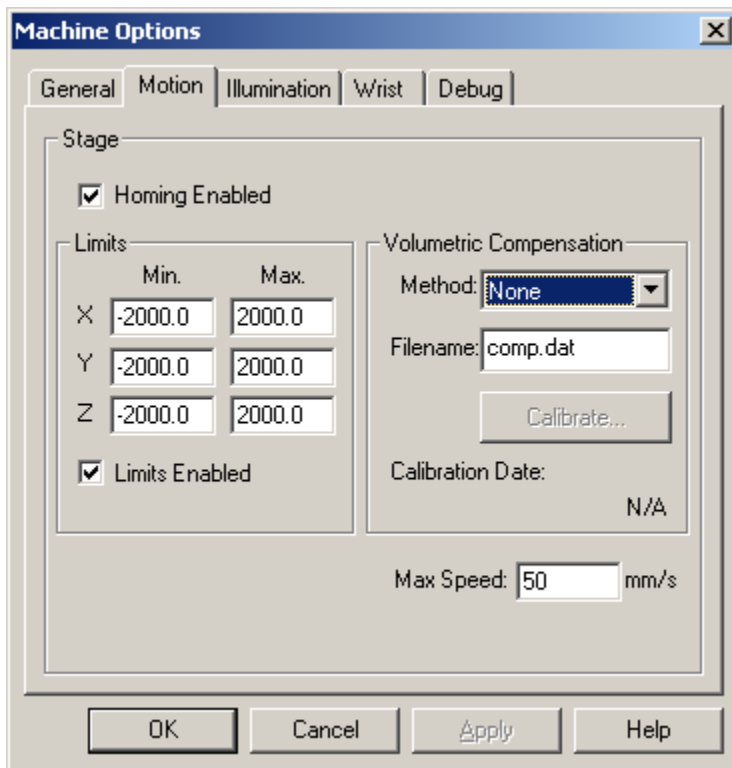 Machine Options
General Motion Illumination Wrist Debug
Stage
Homing Enabled
Limits
Min. Max.
X -2000.0 2000.0
Y -2000.0 2000.0
Z -2000.0 2000.0
Limits Enabled
Volumetric Compensation
Method: None
Filename: comp.dat
Calibrate...
Calibration Date:
N/A
Max Speed: 50 mm/s
OK Cancel Apply Help